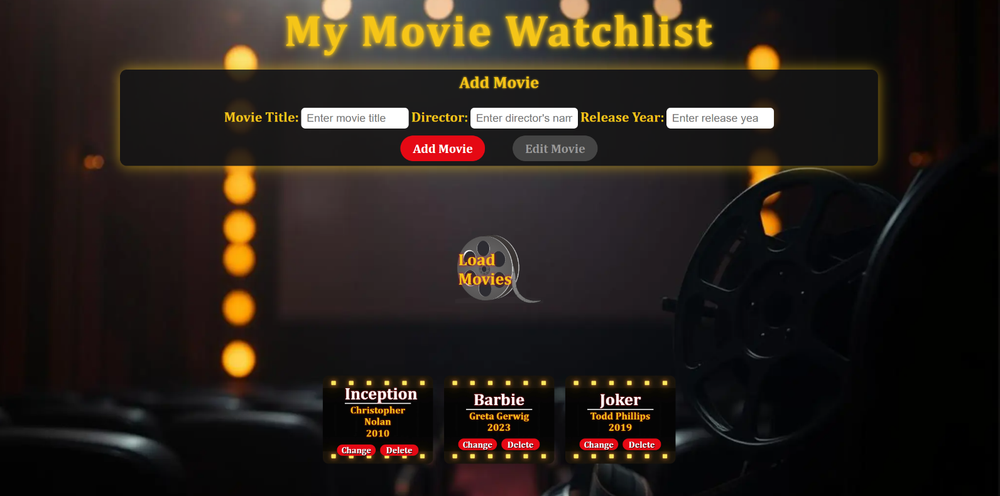 My Movie Watchlist
Add Movie
Movie Title: Enter movie title Director: Enter director's nam Release Year: Enter release yea
Add Movie Edit Movie
Load
Movies
Inception
Christopher
Nolan
2010
Change Delete
Barbie
Greta Gerwig
2023
Change Delete
Joker
Todd Phillips
2019
Change Delete